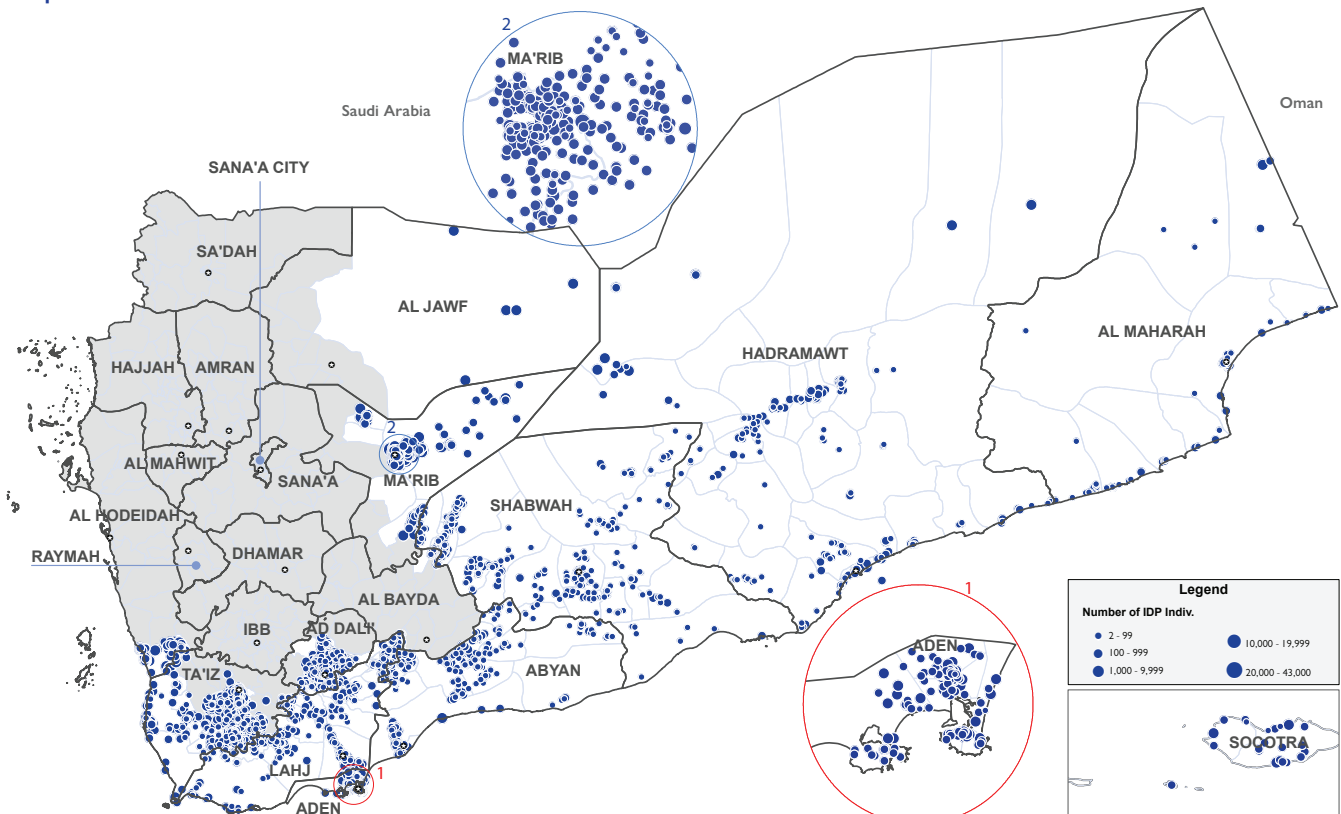 2
MA'RIB
Saudi Arabia
Oman
SANA'A CITY
SA'DAH
AL JAWF
HADRAMAWT
AL MAHARAH
HAJJAH
AMRAN
2
AL MAHWIT
SANA'A
MA'RIB
SHABWAH
AL HODEIDAH
RAYMAH
DHAMAR
AL BAYDA
IBB
AD DALI'
TA'IZ
ABYAN
LAHJ
1
ADEN
1
ADEN
Legend
Number of IDP Indiv.
2 - 99
100 - 999
1,000 - 9,999
10,000 - 19,999
20,000 - 43,000
SOCOTRA